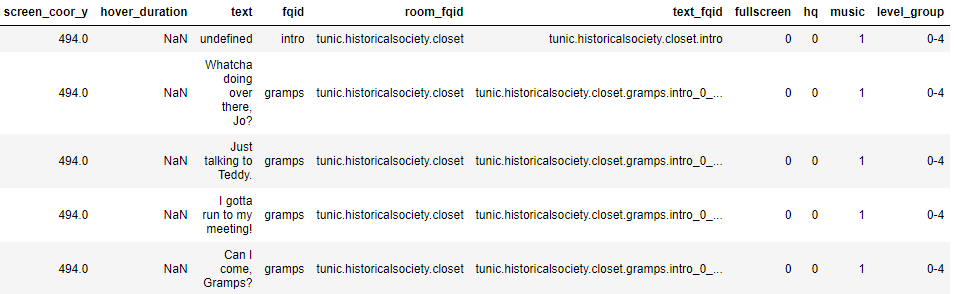 screen_coor_y hover_duration text fqid room_fqid text_fqid fullscreen hq music level_group
494.0 NaN undefined intro tunic.historicalsociety.closet tunic.historicalsociety.closet.intro 0 0 1 0-4
Whatcha
doing
over
494.0 NaN there, gramps tunic.historicalsociety.closet tunic.historicalsociety.closet.gramps.intro_0_... 0 0 1 0-4
Jo?
Just
494.0 NaN talking to gramps tunic.historicalsociety.closet tunic.historicalsociety.closet.gramps.intro_0_... 0 0 1 0-4
Teddy.
I gotta
494.0 NaN run to my gramps tunic.historicalsociety.closet tunic.historicalsociety.closet.gramps.intro_0_... 0 0 1 0-4
meeting!
Can I
494.0 NaN come, gramps tunic.historicalsociety.closet tunic.historicalsociety.closet.gramps.intro_0_... 0 0 1 0-4
Gramps?